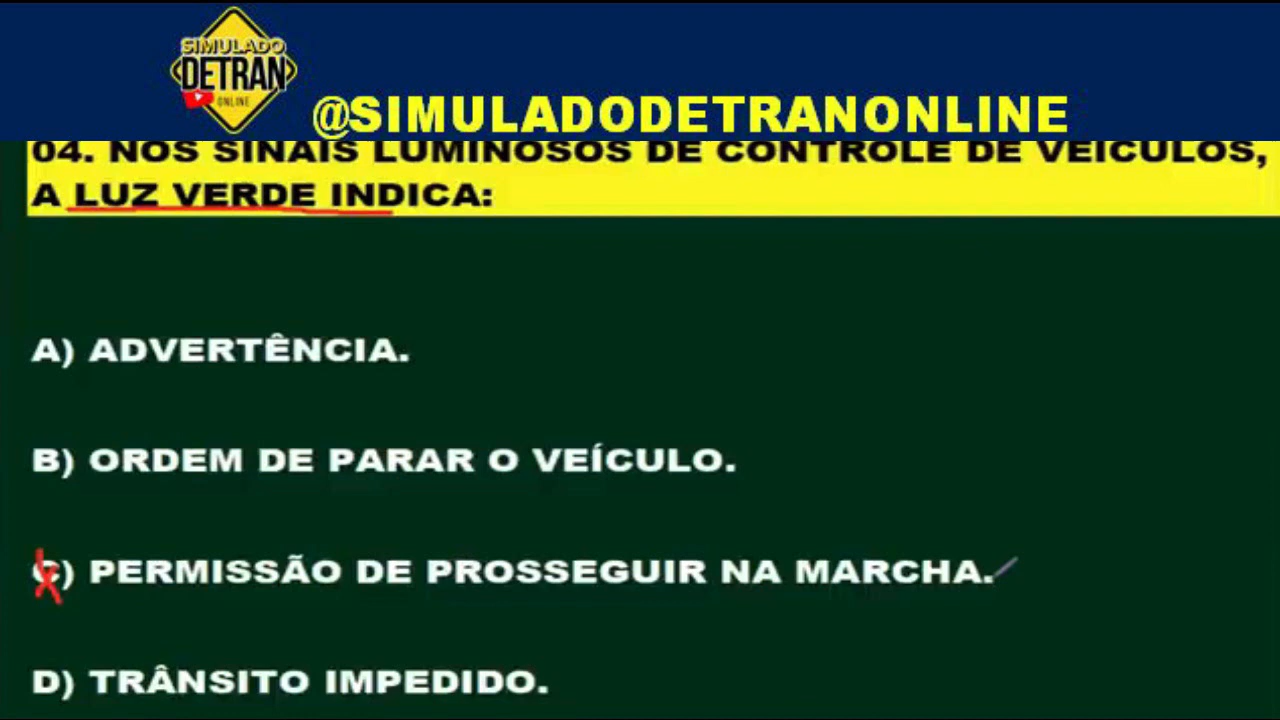 SIMULADO
DETRAN
ONLINE
@SIMULADODETRANONLINE
04. NOS SINAIS LUMINOSOS DE CONTROLE DE VEÍCULOS,
A LUZ VERDE INDICA:
A) ADVERTÊNCIA.
B) ORDEM DE PARAR O VEÍCULO.
C) PERMISSÃO DE PROSSEGUIR NA MARCHA.
D) TRÂNSITO IMPEDIDO.